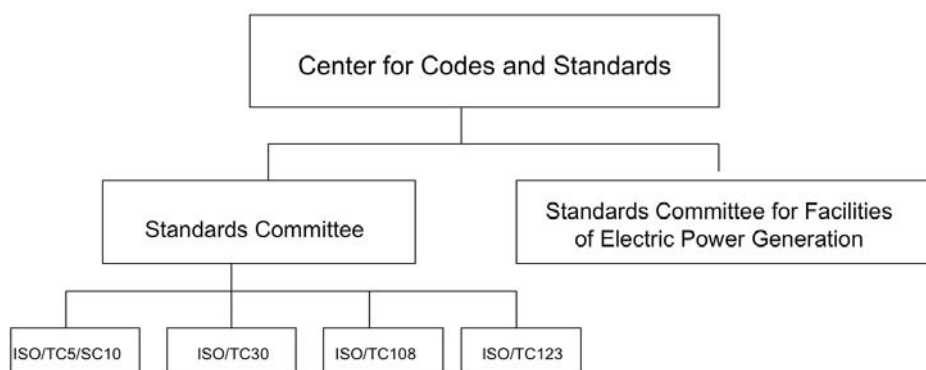 Center for Codes and Standards
Standards Committee
Standards Committee for Facilities
of Electric Power Generation
ISO/TC5/SC10
ISO/TC30
ISO/TC108
ISO/TC123